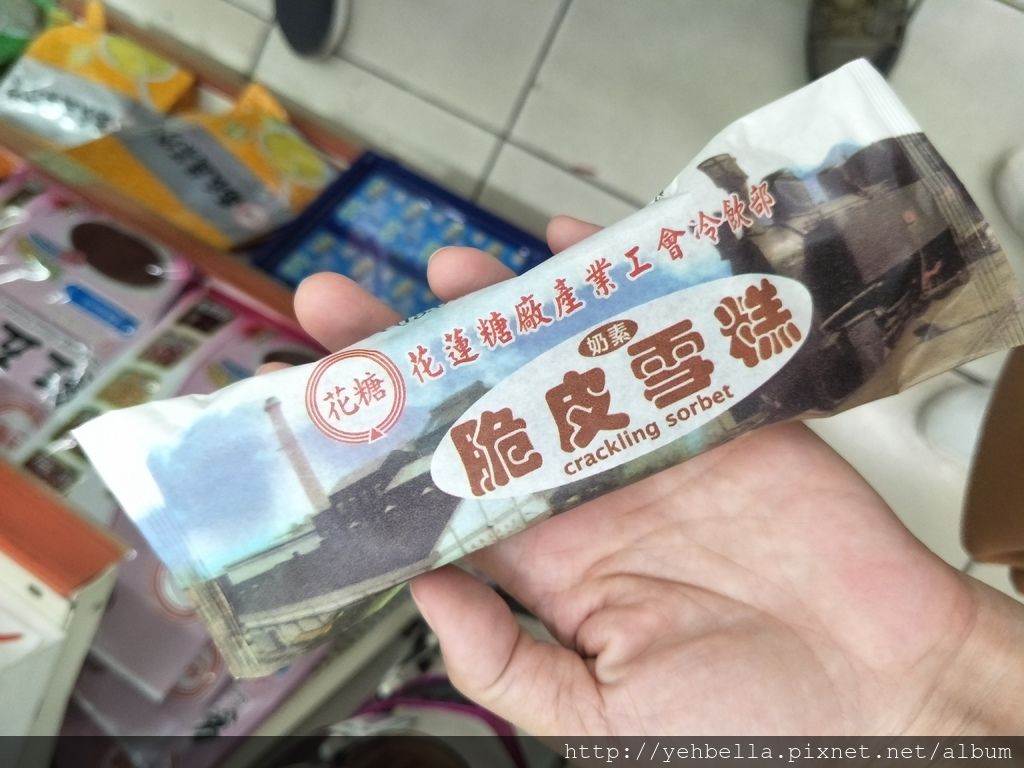 花糖
花蓮糖廠產業工會冷飲部
奶素
脆皮雪糕
crackling sorbet
http://yehbella.pixnet.net/album